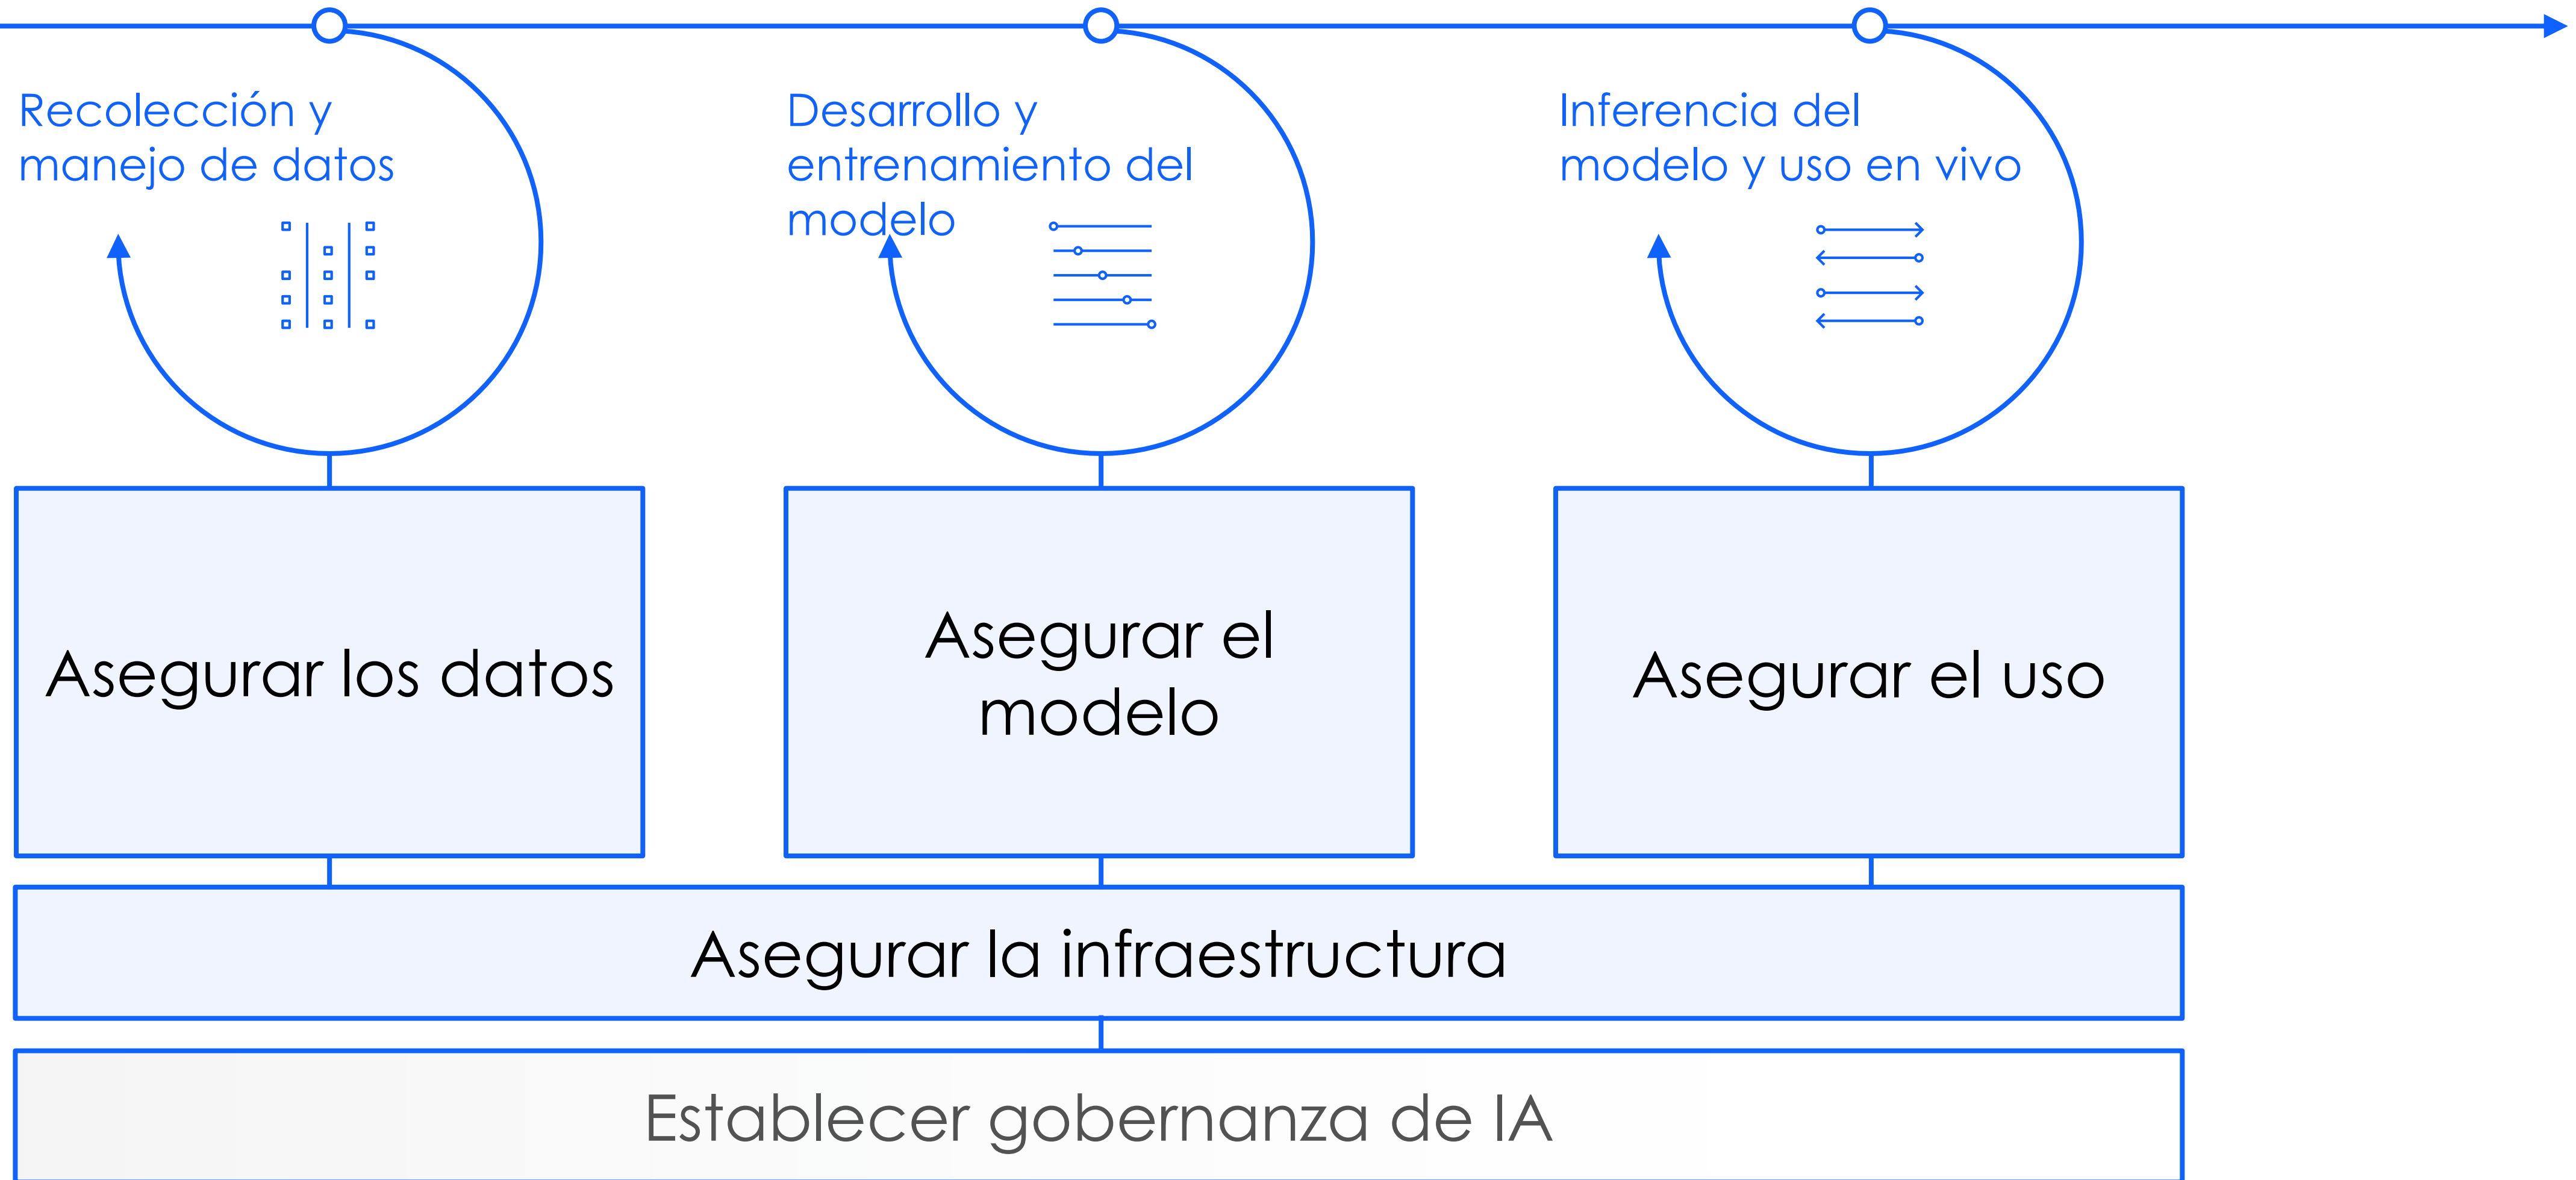 Recolección y
manejo de datos
Desarrollo y
entrenamiento del
modelo
Inferencia del
modelo y uso en vivo
Asegurar los datos
Asegurar el
modelo
Asegurar el uso
Asegurar la infraestructura
Establecer gobernanza de IA